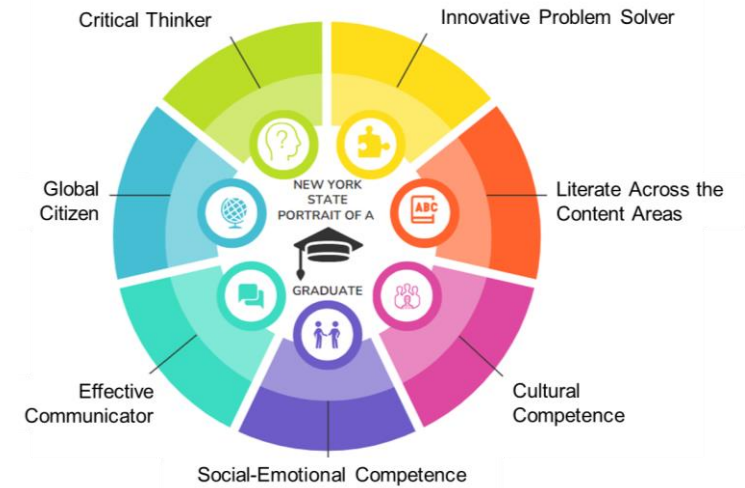 Critical Thinker
Innovative Problem Solver
Global
Citizen
NEW YORK
STATE
PORTRAIT OF A
GRADUATE
ABC
Literate Across the
Content Areas
Effective
Communicator
Cultural
Competence
Social-Emotional Competence
?